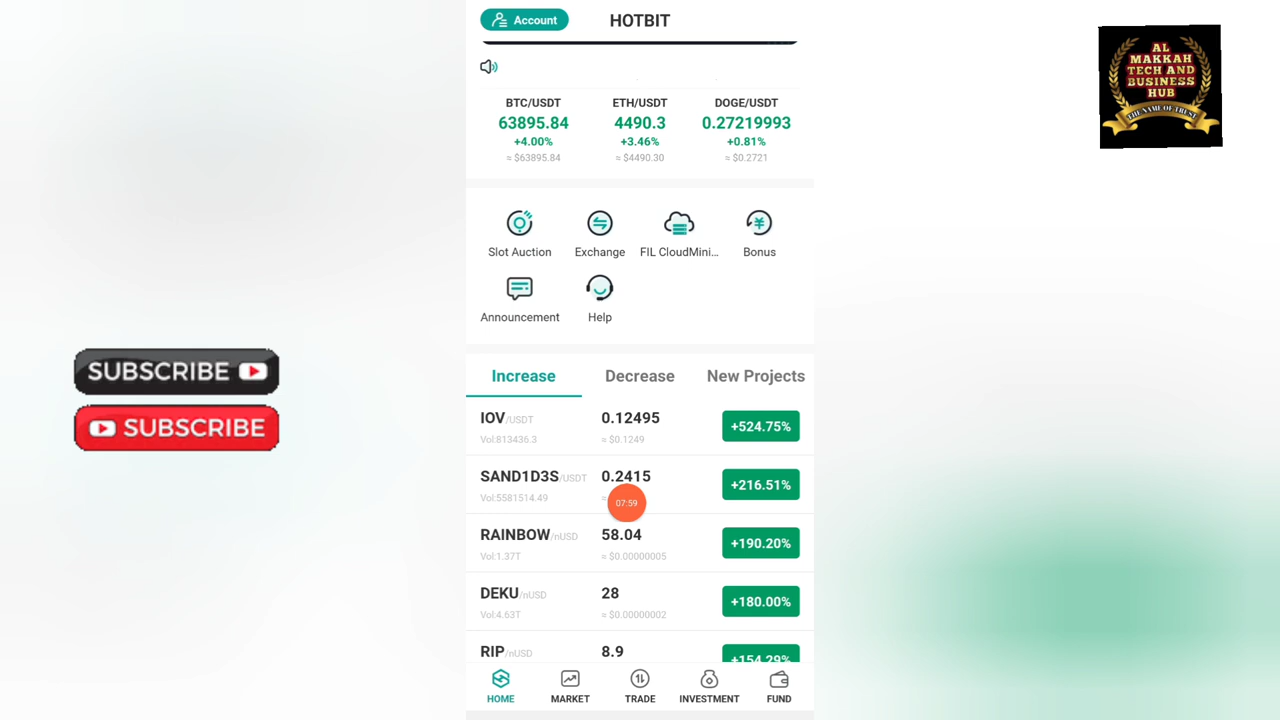 Account
HOTBIT
BTC/USDT ETH/USDT DOGE/USDT
63895.84 4490.3 0.27219993
+4.00% +3.46% +0.81%
≈ $63895.84 ≈ $4490.30 ≈ $0.2721
Slot Auction Exchange FIL CloudMini... Bonus
Announcement Help
Increase Decrease New Projects
IOV/USDT 0.12495 +524.75%
Vol:813436.3 ≈ $0.1249
SAND1D3S/USDT 0.2415 +216.51%
Vol:5581514.49 ≈
07:59
RAINBOW/nUSD 58.04 +190.20%
Vol:1.37T ≈ $0.00000005
DEKU/nUSD 28 +180.00%
Vol:4.63T ≈ $0.00000002
RIP/nUSD 8.9 +154.29%
HOME MARKET TRADE INVESTMENT FUND
SUBSCRIBE
SUBSCRIBE
AL
MAKKAH
TECH AND
BUSINESS
HUB
THE NAME OF TRUST